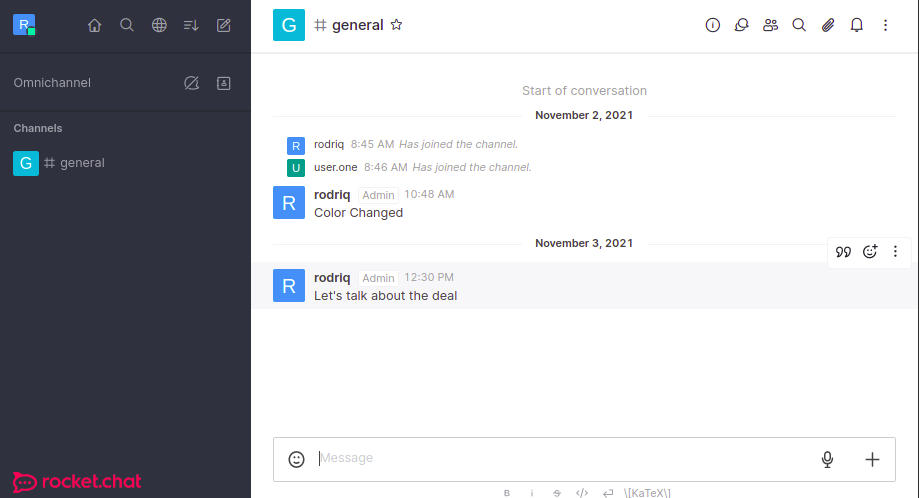 R
G # general
Omnichannel
Start of conversation
Channels
November 2, 2021
R rodriq 8:45 AM Has joined the channel.
G # general
U user.one 8:46 AM Has joined the channel.
R rodriq Admin 10:48 AM
Color Changed
November 3, 2021
R rodriq Admin 12:30 PM
Let's talk about the deal
Message
rocket.chat
B i S </> \[KaTeX\]